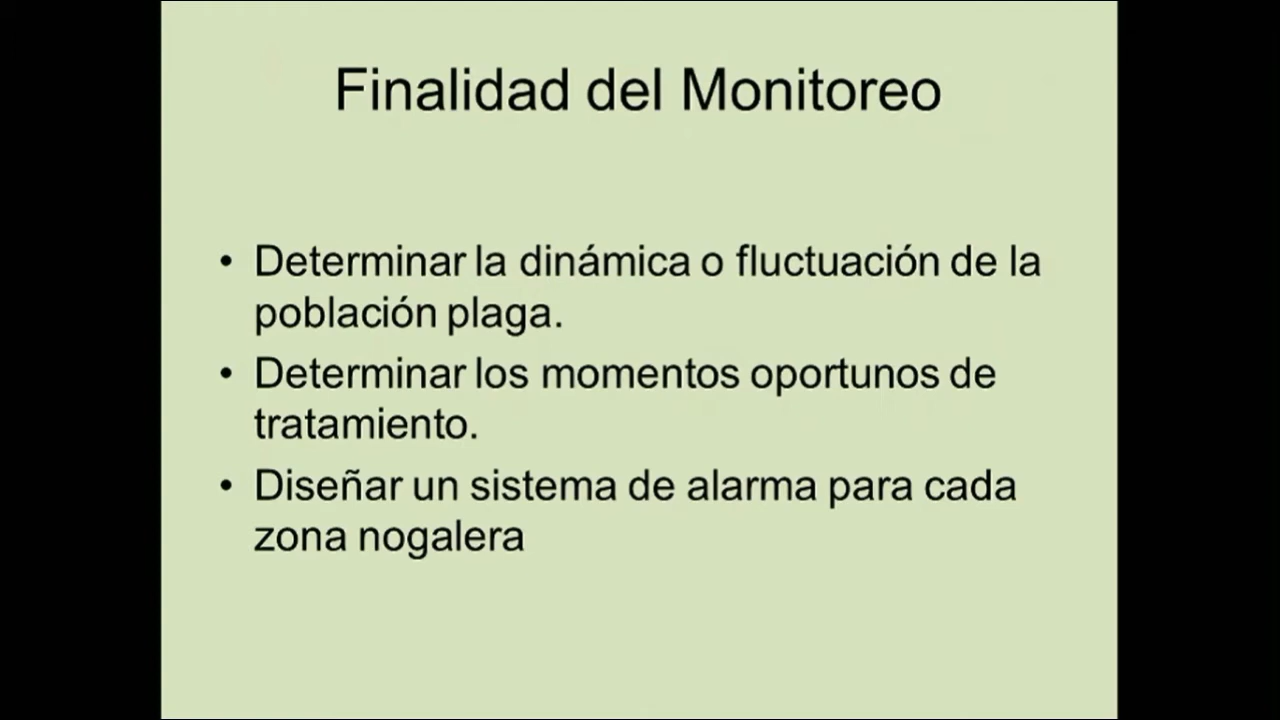 Finalidad del Monitoreo
• Determinar la dinámica o fluctuación de la
población plaga.
• Determinar los momentos oportunos de
tratamiento.
• Diseñar un sistema de alarma para cada
zona nogalera